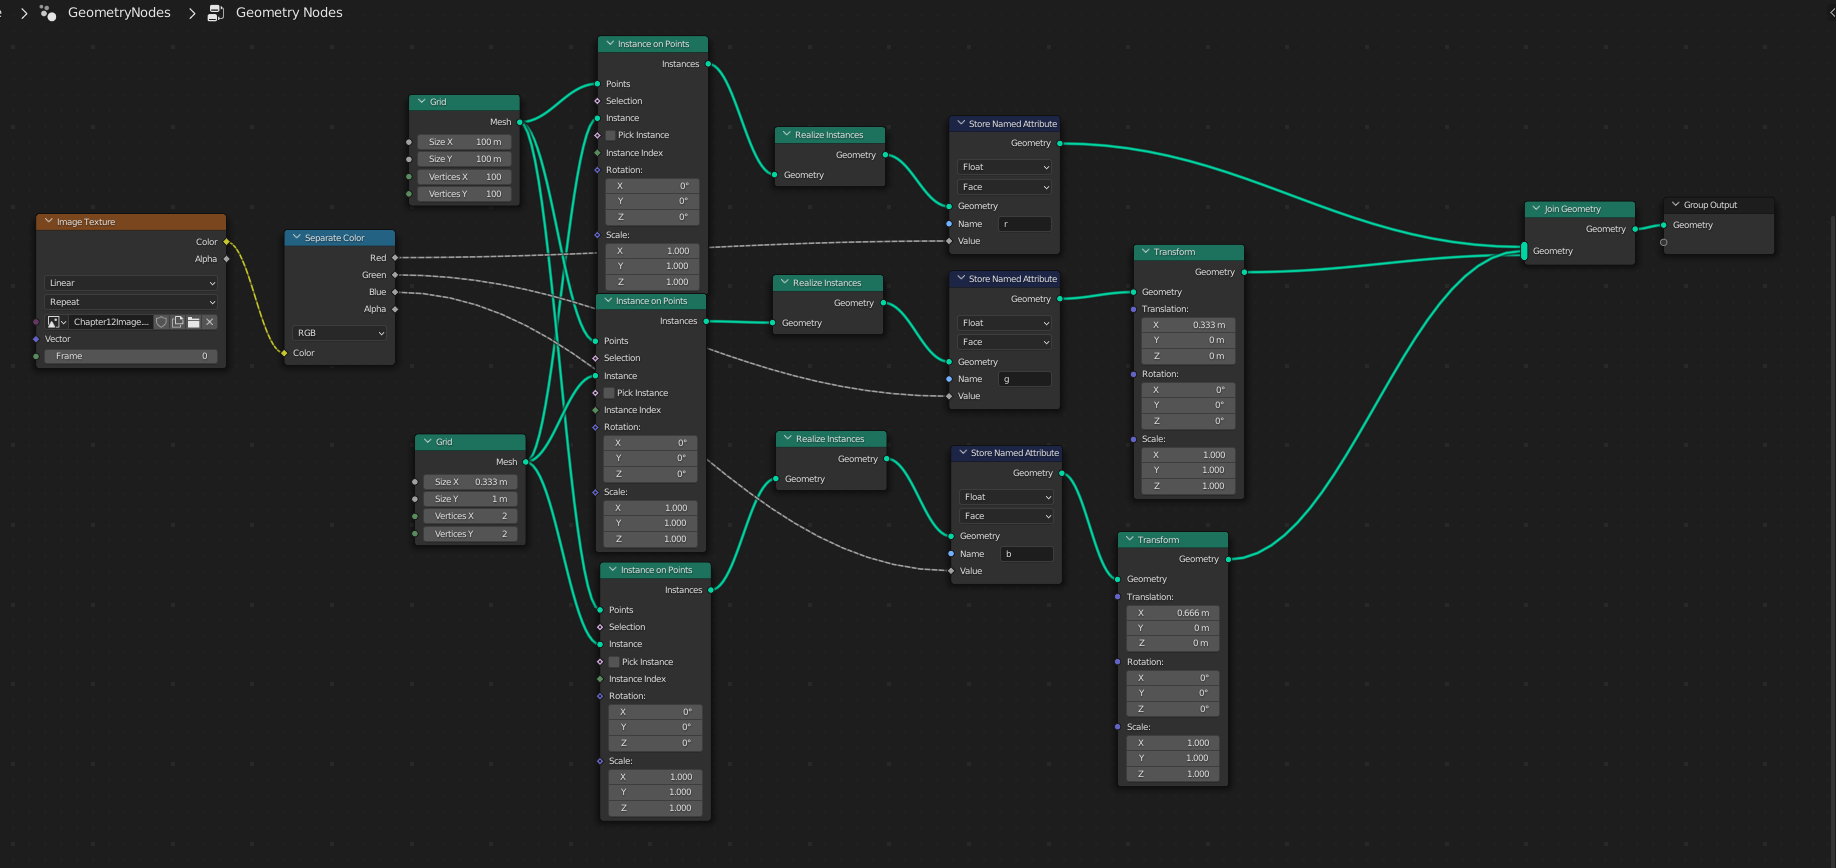 GeometryNodes
Geometry Nodes
Image Texture
Color
Alpha
Linear
Repeat
Chapter12Image...
Vector
Frame 0
Separate Color
Red
Green
Blue
Alpha
RGB
Color
Grid
Mesh
Size X 100 m
Size Y 100 m
Vertices X 100
Vertices Y 100
Grid
Mesh
Size X 0.333 m
Size Y 1 m
Vertices X 2
Vertices Y 2
Instance on Points
Instances
Points
Selection
Instance
Pick Instance
Instance Index
Rotation:
X 0°
Y 0°
Z 0°
Scale:
X 1.000
Y 1.000
Z 1.000
Instance on Points
Instances
Points
Selection
Instance
Pick Instance
Instance Index
Rotation:
X 0°
Y 0°
Z 0°
Scale:
X 1.000
Y 1.000
Z 1.000
Instance on Points
Instances
Points
Selection
Instance
Pick Instance
Instance Index
Rotation:
X 0°
Y 0°
Z 0°
Scale:
X 1.000
Y 1.000
Z 1.000
Realize Instances
Geometry
Geometry
Realize Instances
Geometry
Geometry
Realize Instances
Geometry
Geometry
Store Named Attribute
Geometry
Float
Face
Geometry
Name r
Value
Store Named Attribute
Geometry
Float
Face
Geometry
Name g
Value
Store Named Attribute
Geometry
Float
Face
Geometry
Name b
Value
Transform
Geometry
Geometry
Translation:
X 0.333 m
Y 0 m
Z 0 m
Rotation:
X 0°
Y 0°
Z 0°
Scale:
X 1.000
Y 1.000
Z 1.000
Transform
Geometry
Geometry
Translation:
X 0.666 m
Y 0 m
Z 0 m
Rotation:
X 0°
Y 0°
Z 0°
Scale:
X 1.000
Y 1.000
Z 1.000
Join Geometry
Geometry
Geometry
Group Output
Geometry